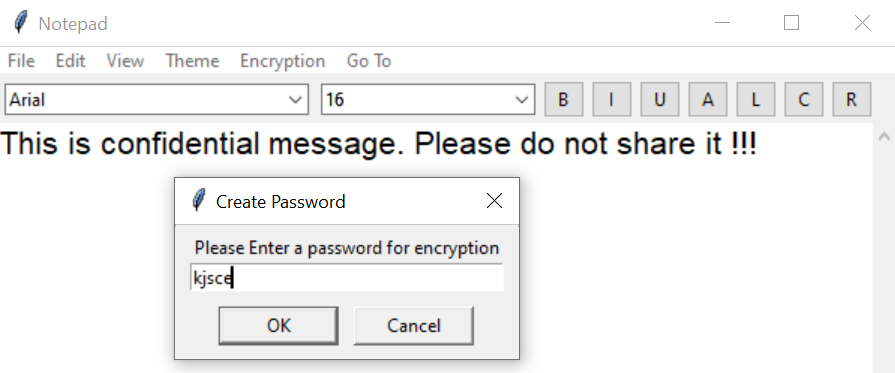 Notepad
File Edit View Theme Encryption Go To
Arial 16 B I U A L C R
This is confidential message. Please do not share it !!!
Create Password
Please Enter a password for encryption
kjsce
OK Cancel